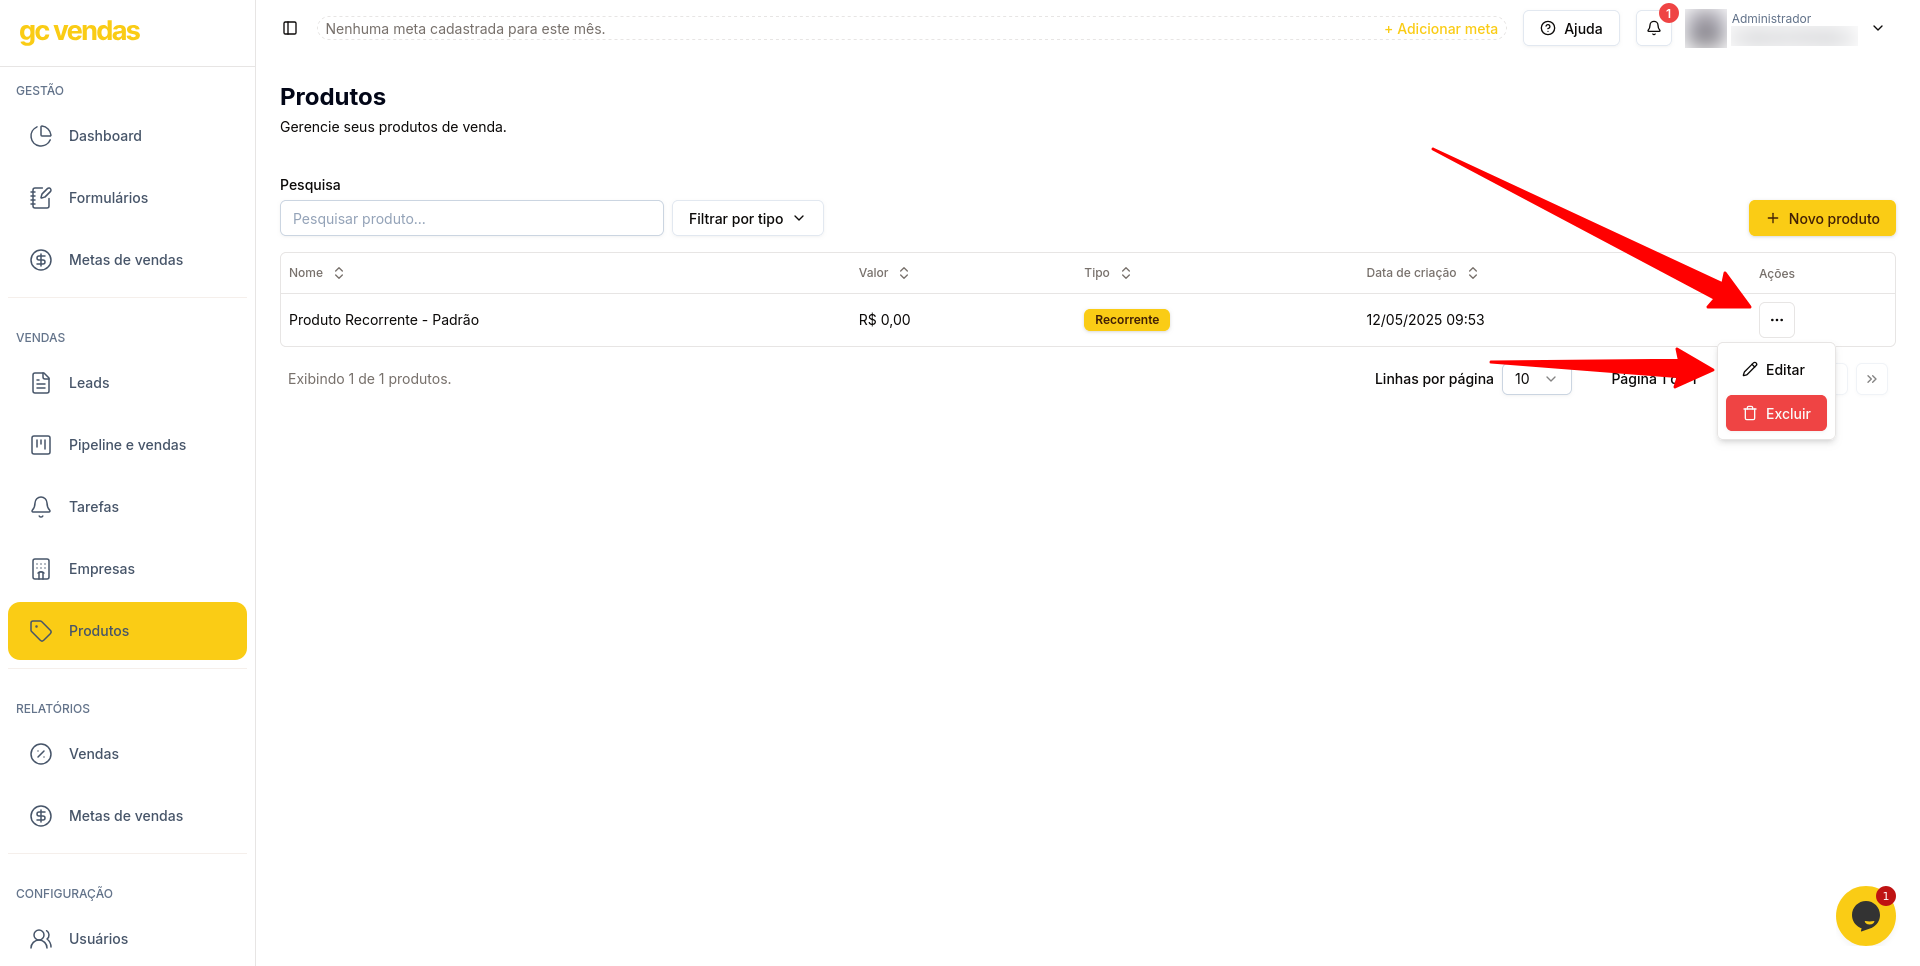 gc vendas
Nenhuma meta cadastrada para este mês.
+ Adicionar meta
Ajuda
1
Administrador
GESTÃO
Dashboard
Formulários
Metas de vendas
VENDAS
Leads
Pipeline e vendas
Tarefas
Empresas
Produtos
RELATÓRIOS
Vendas
Metas de vendas
CONFIGURAÇÃO
Usuários
Produtos
Gerencie seus produtos de venda.
Pesquisa
Pesquisar produto...
Filtrar por tipo
+ Novo produto
Nome Valor Tipo Data de criação Ações
Produto Recorrente - Padrão R$ 0,00 Recorrente 12/05/2025 09:53
Exibindo 1 de 1 produtos.
Linhas por página 10 Página 1
Editar
Excluir
1